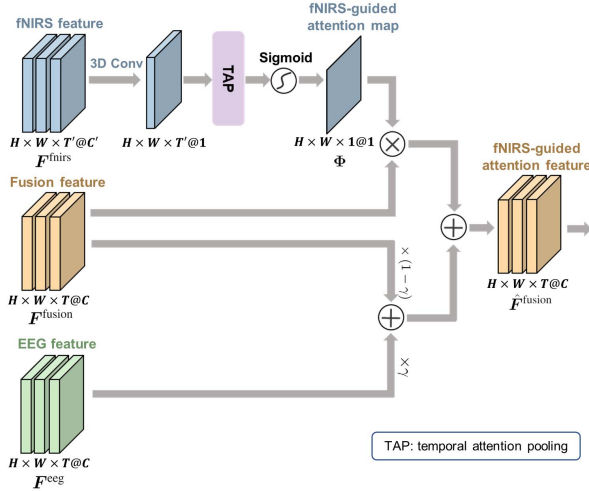 fNIRS feature
3D Conv
TAP
Sigmoid
fNIRS-guided
attention map
H × W × T′@C′
F^fnirs
H × W × T′@1
H × W × 1@1
Φ
×
fNIRS-guided
attention feature
Fusion feature
H × W × T@C
F^fusion
× (1 − γ)
+
+
H × W × T@C
F̂^fusion
EEG feature
× γ
H × W × T@C
F^eeg
TAP: temporal attention pooling